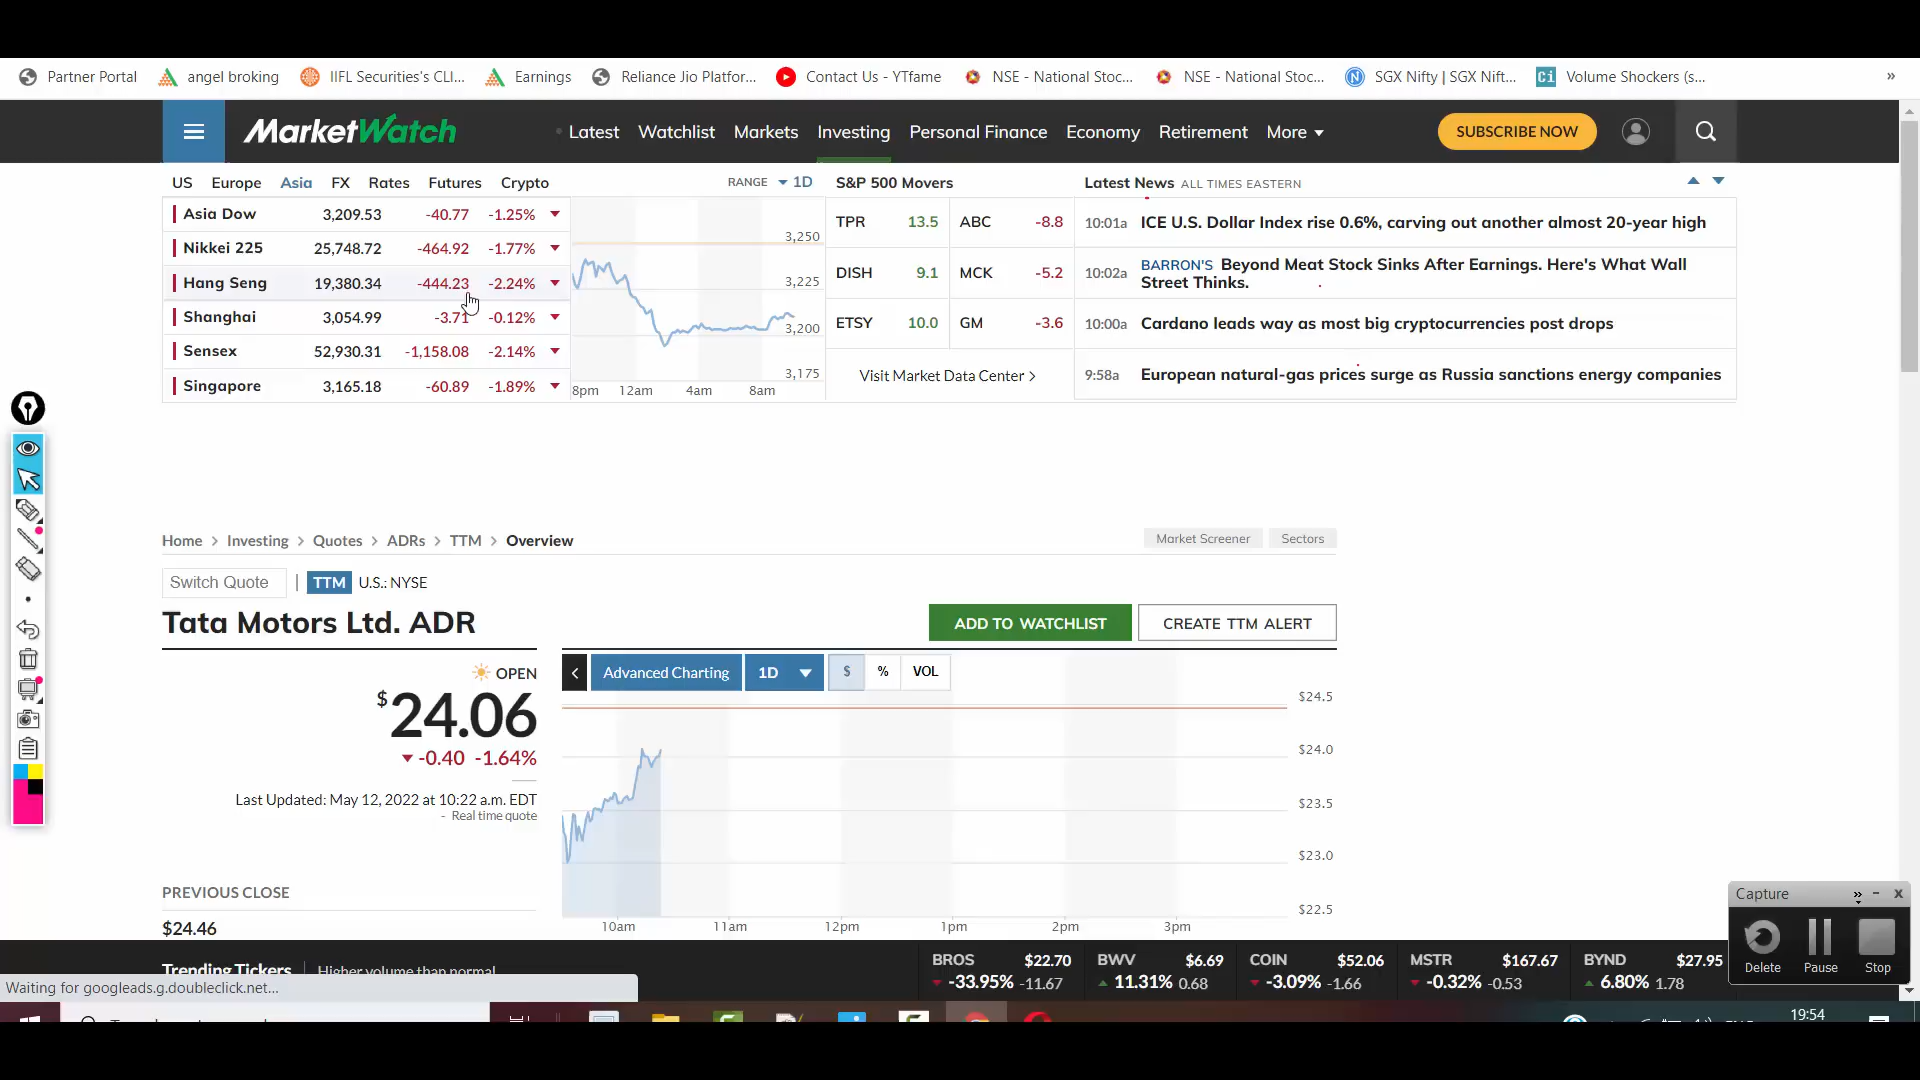 Partner Portal angel broking IIFL Securities's CLI... Earnings Reliance Jio Platfor... Contact Us - YTfame NSE - National Stoc... NSE - National Stoc... SGX Nifty | SGX Nift... Ci Volume Shockers (s... »
MarketWatch Latest Watchlist Markets Investing Personal Finance Economy Retirement More SUBSCRIBE NOW
US Europe Asia FX Rates Futures Crypto RANGE 1D
Asia Dow 3,209.53 -40.77 -1.25%
Nikkei 225 25,748.72 -464.92 -1.77%
Hang Seng 19,380.34 -444.23 -2.24%
Shanghai 3,054.99 -3.71 -0.12%
Sensex 52,930.31 -1,158.08 -2.14%
Singapore 3,165.18 -60.89 -1.89%
3,250
3,225
3,200
3,175
8pm 12am 4am 8am
S&P 500 Movers
TPR 13.5 ABC -8.8
DISH 9.1 MCK -5.2
ETSY 10.0 GM -3.6
Visit Market Data Center >
Latest News ALL TIMES EASTERN
10:01a ICE U.S. Dollar Index rise 0.6%, carving out another almost 20-year high
10:02a BARRON'S Beyond Meat Stock Sinks After Earnings. Here's What Wall
Street Thinks.
10:00a Cardano leads way as most big cryptocurrencies post drops
9:58a European natural-gas prices surge as Russia sanctions energy companies
Home > Investing > Quotes > ADRs > TTM > Overview Market Screener Sectors
Switch Quote | TTM U.S.: NYSE
Tata Motors Ltd. ADR ADD TO WATCHLIST CREATE TTM ALERT
OPEN
$24.06
-0.40 -1.64%
Last Updated: May 12, 2022 at 10:22 a.m. EDT
- Real time quote
PREVIOUS CLOSE
$24.46
< Advanced Charting 1D $ % VOL
$24.5
$24.0
$23.5
$23.0
$22.5
10am 11am 12pm 1pm 2pm 3pm
Capture » - x
Delete Pause Stop
Trending Tickers | Higher volume than normal
BROS $22.70 BWV $6.69 COIN $52.06 MSTR $167.67 BYND $27.95
-33.95% -11.67 11.31% 0.68 -3.09% -1.66 -0.32% -0.53 6.80% 1.78
Waiting for googleads.g.doubleclick.net...
19:54